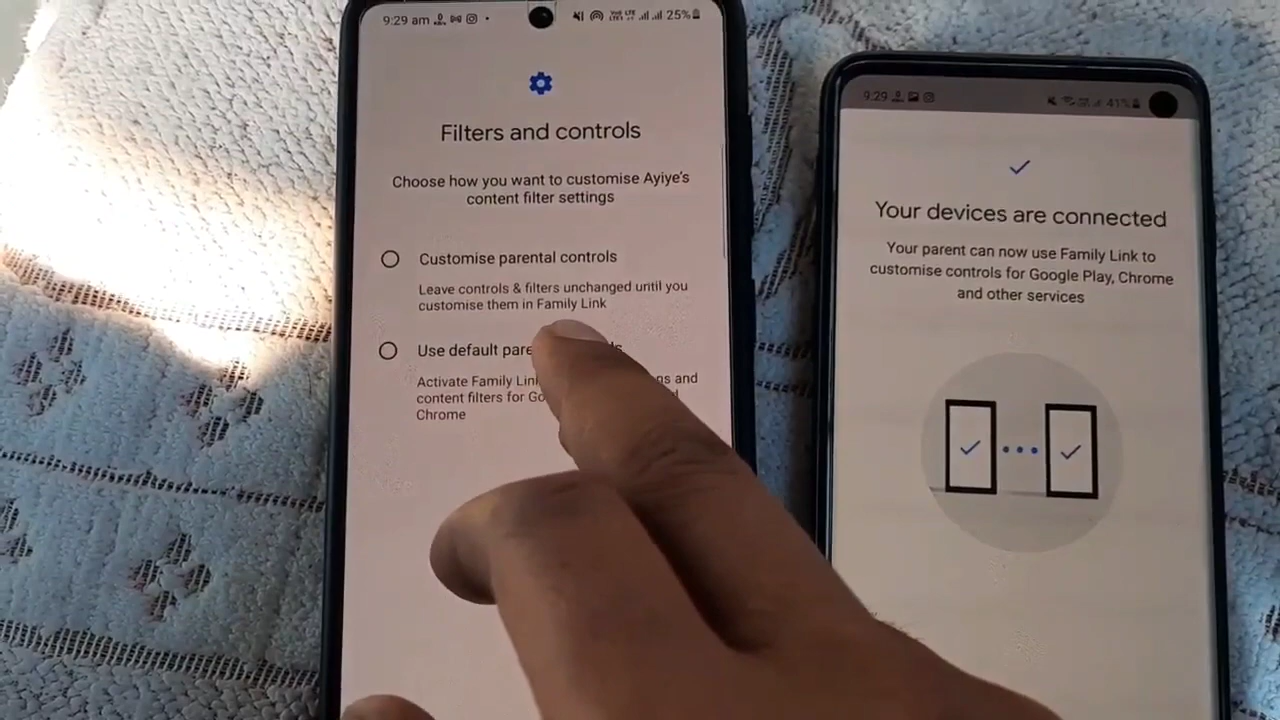 9:29 am
25%
Filters and controls
Choose how you want to customise Ayiye's
content filter settings
Customise parental controls
Leave controls & filters unchanged until you
customise them in Family Link
Use default
Activate Family
and
content filters for
Chrome
9:29
41%
Your devices are connected
Your parent can now use Family Link to
customise controls for Google Play, Chrome
and other services